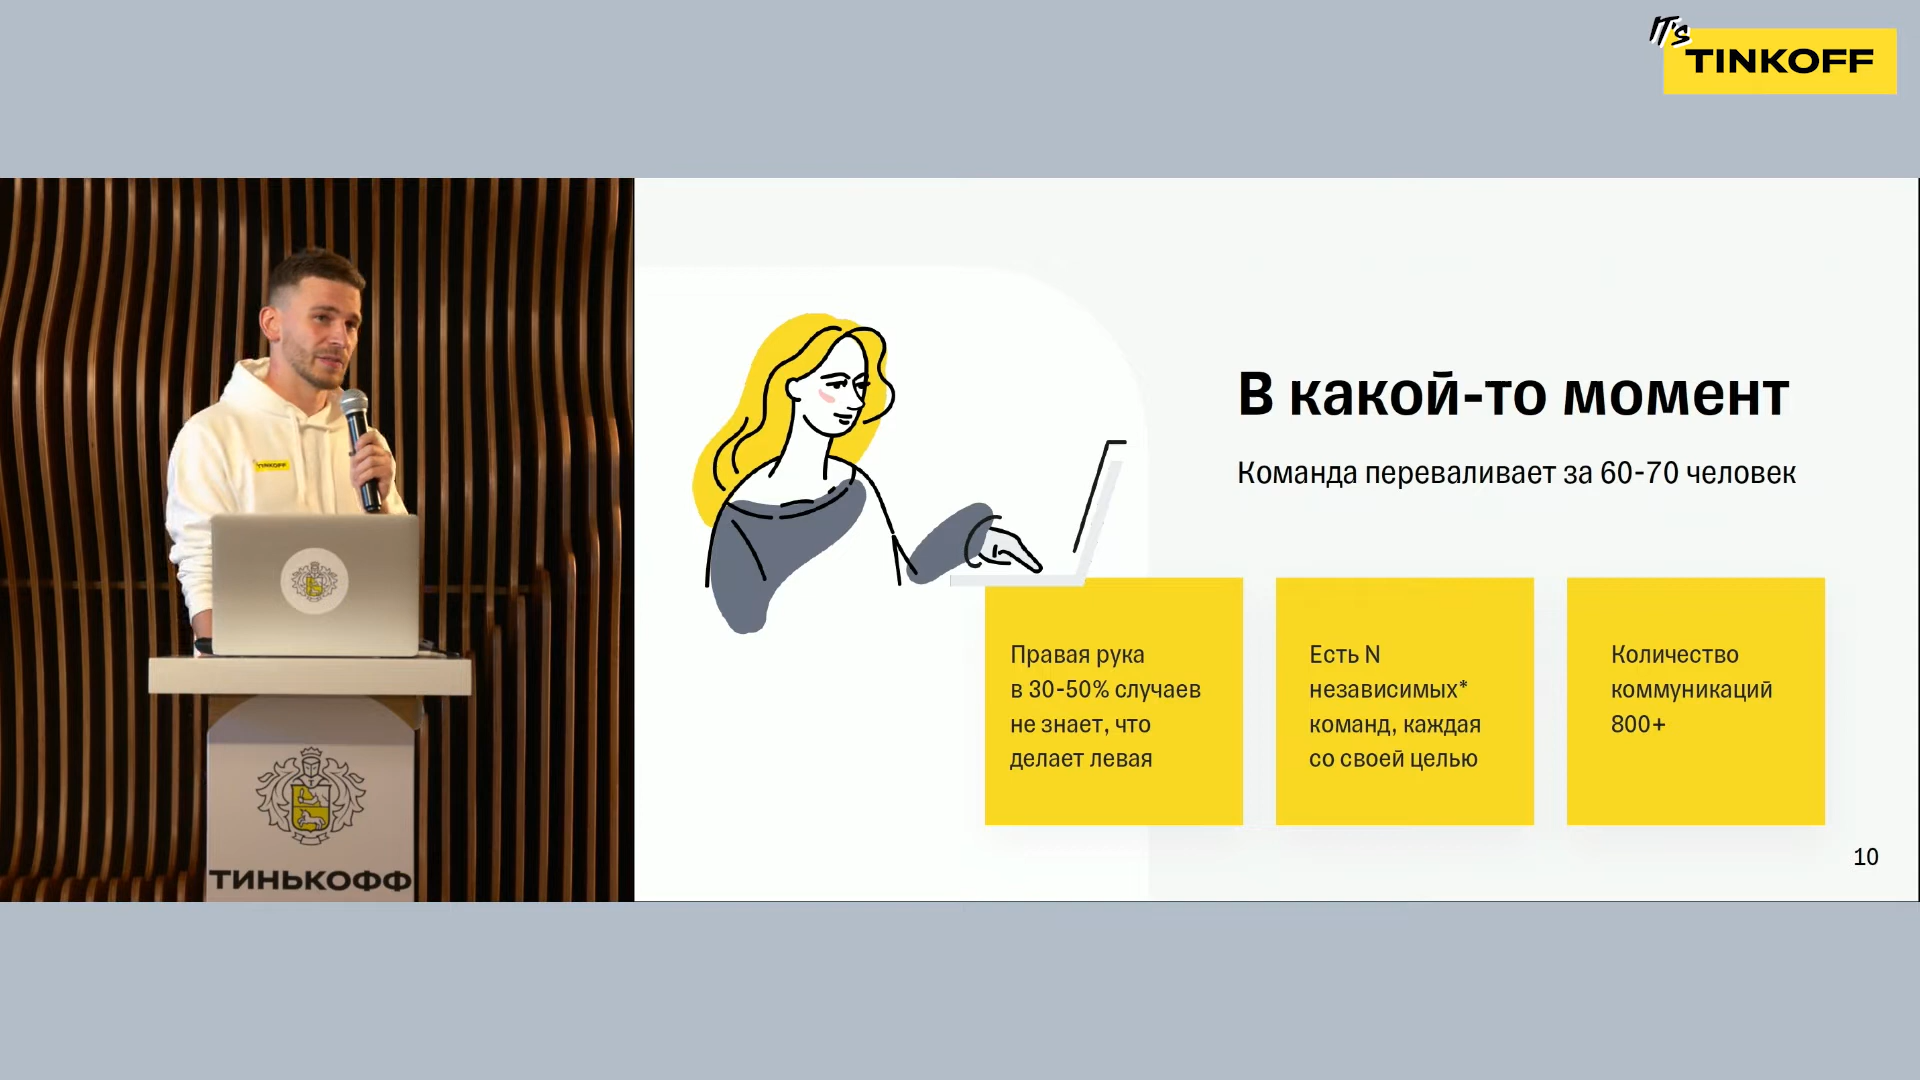 IT's
TINKOFF
TINKOFF
ТИНЬКОФФ
В какой-то момент
Команда переваливает за 60-70 человек
Правая рука
в 30-50% случаев
не знает, что
делает левая
Есть N
независимых*
команд, каждая
со своей целью
Количество
коммуникаций
800+
10